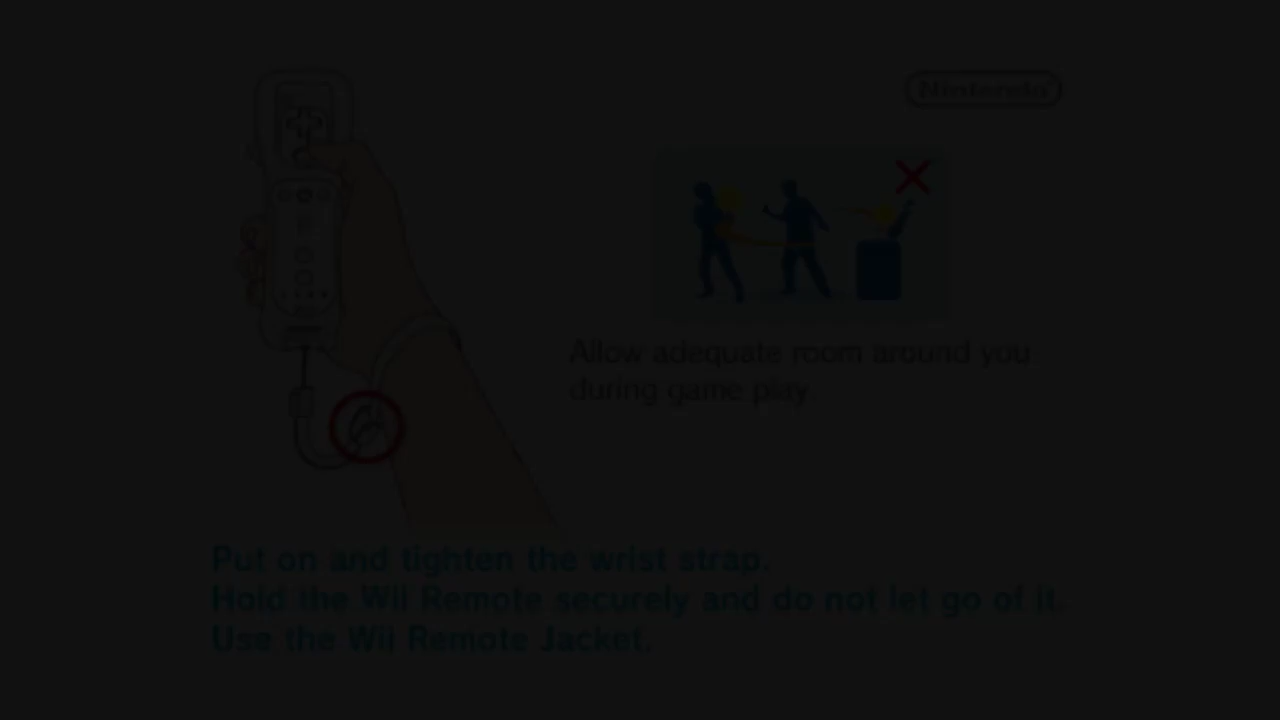 Nintendo
Allow adequate room around you
during game play.
Put on and tighten the wrist strap.
Hold the Wii Remote securely and do not let go of it.
Use the Wii Remote Jacket.